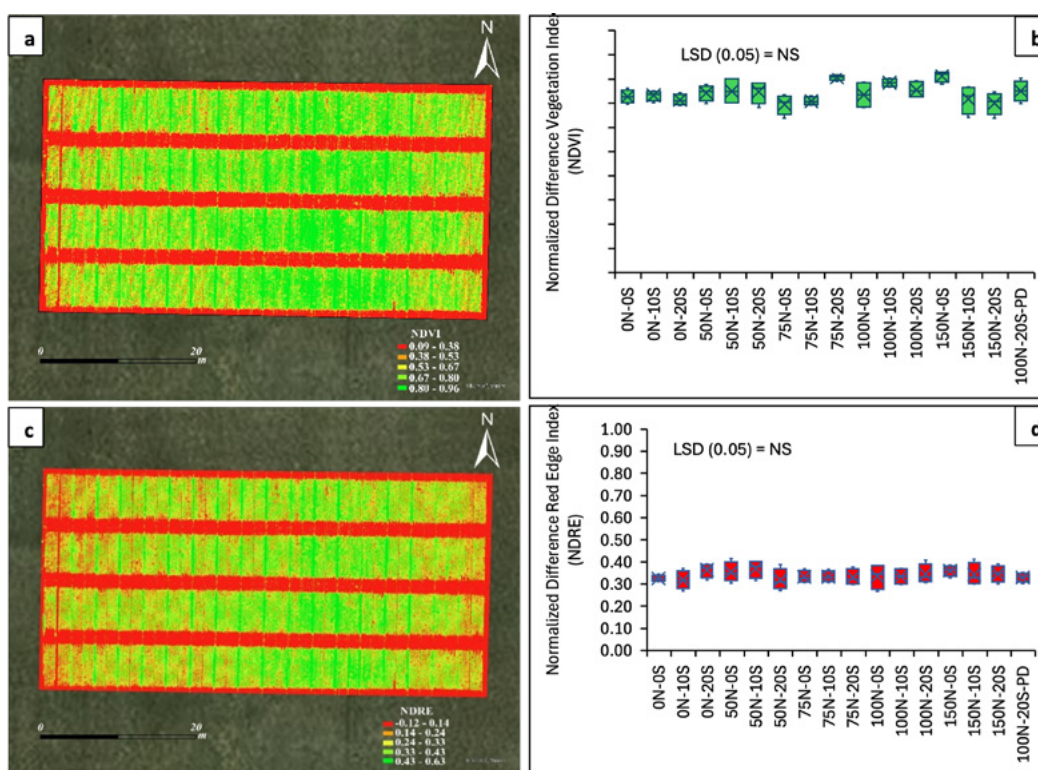 a
N
NDVI
0.09 - 0.38
0.38 - 0.53
0.53 - 0.67
0.67 - 0.80
0.80 - 0.96
0 20
m
b
LSD (0.05) = NS
Normalized Difference Vegetation Index
(NDVI)
0N-0S
0N-10S
0N-20S
50N-0S
50N-10S
50N-20S
75N-0S
75N-10S
75N-20S
100N-0S
100N-10S
100N-20S
150N-0S
150N-10S
150N-20S
100N-20S-PD
c
N
NDRE
-0.12 - 0.14
0.14 - 0.24
0.24 - 0.33
0.33 - 0.43
0.43 - 0.63
0 20
m
d
LSD (0.05) = NS
Normalized Difference Red Edge Index
(NDRE)
1.00
0.90
0.80
0.70
0.60
0.50
0.40
0.30
0.20
0.10
0.00
0N-0S
0N-10S
0N-20S
50N-0S
50N-10S
50N-20S
75N-0S
75N-10S
75N-20S
100N-0S
100N-10S
100N-20S
150N-0S
150N-10S
150N-20S
100N-20S-PD